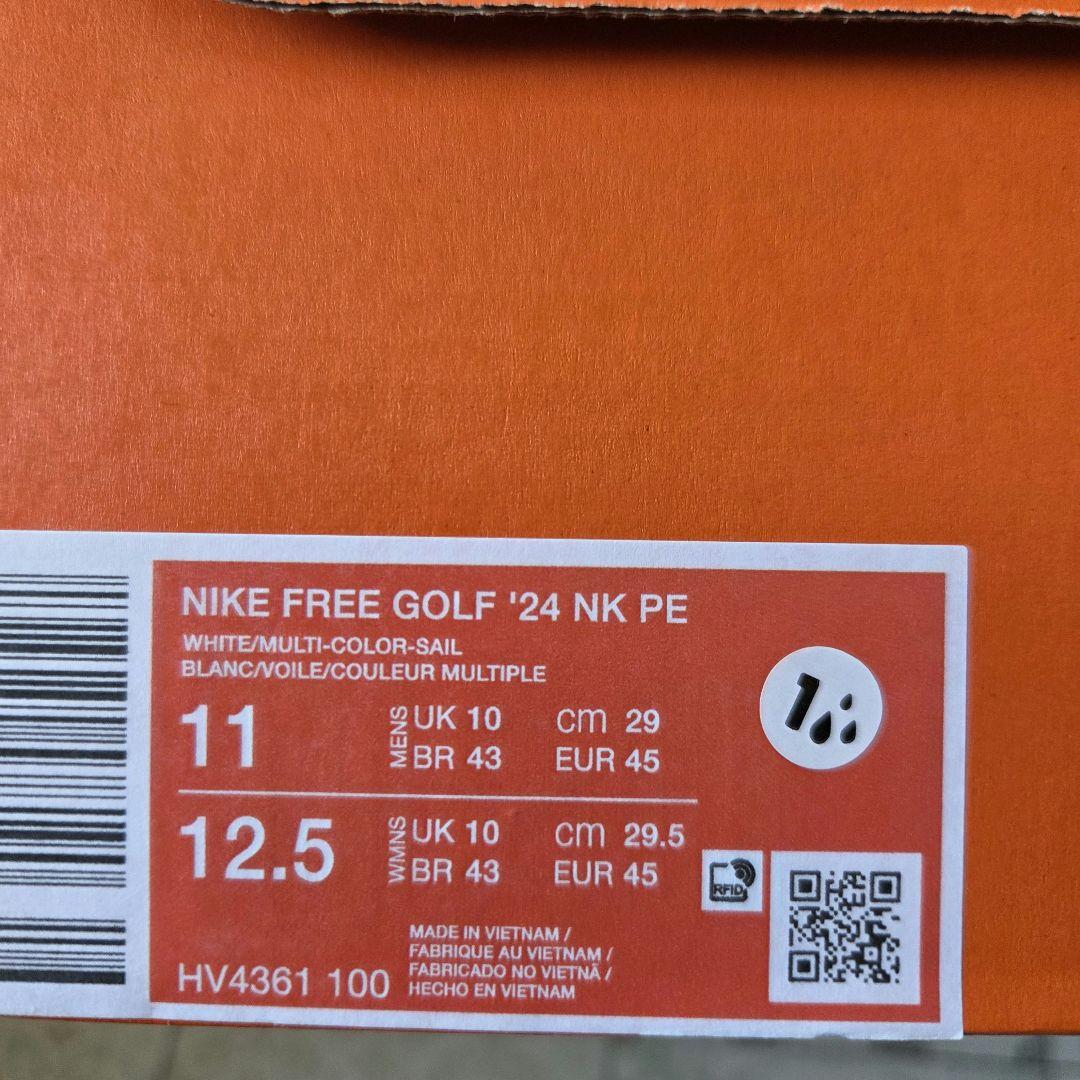 NIKE FREE GOLF '24 NK PE
WHITE/MULTI-COLOR-SAIL
BLANC/VOILE/COULEUR MULTIPLE
11 MENS UK 10 cm 29
BR 43 EUR 45
12.5 WMNS UK 10 cm 29.5
BR 43 EUR 45
1
RFID
MADE IN VIETNAM /
FABRIQUE AU VIETNAM /
FABRICADO NO VIETNÃ /
HECHO EN VIETNAM
HV4361 100